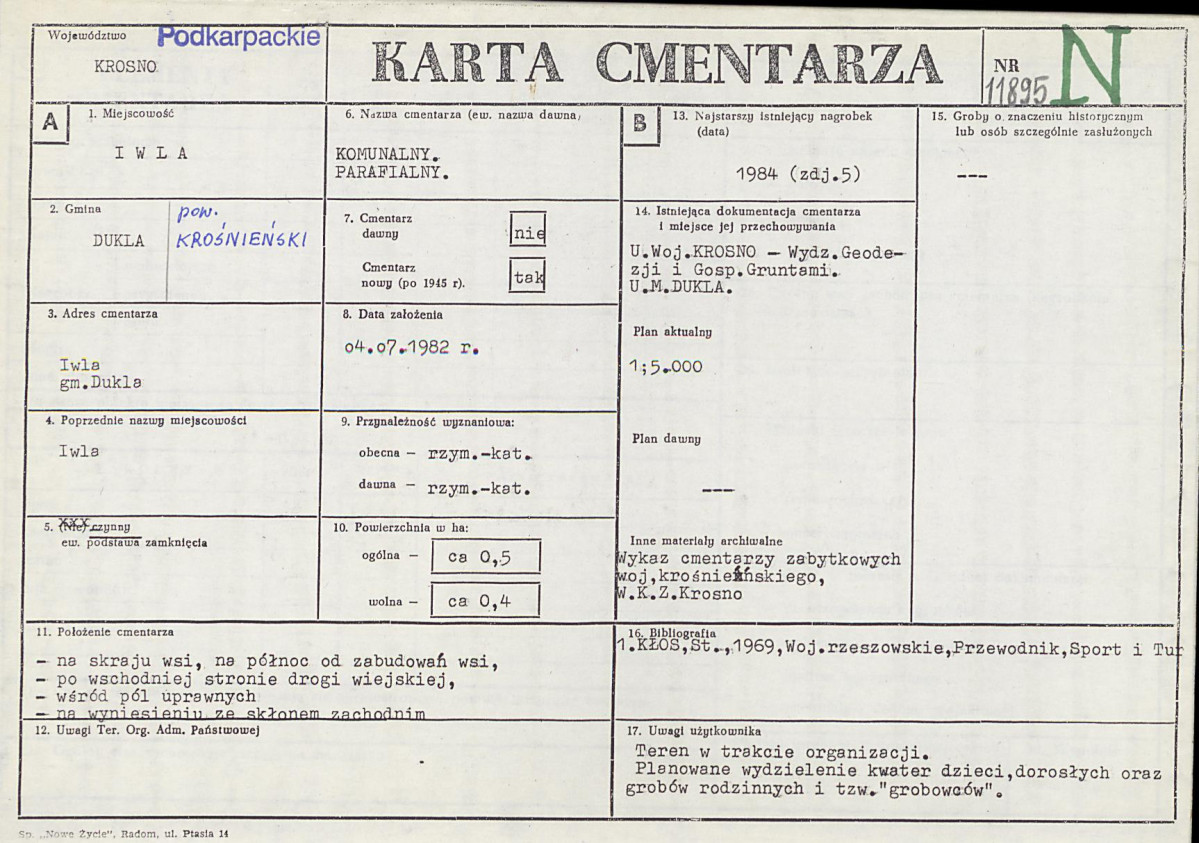 Województwo Podkarpackie
KROSNO
KARTA CMENTARZA
NR
11895
N
A
1. Miejscowość
I W L A
2. Gmina
DUKLA
pow.
KROŚNIEŃSKI
3. Adres cmentarza
Iwla
gm.Dukla
4. Poprzednie nazwy miejscowości
Iwla
5. (Nie) czynny
ew. podstawa zamknięcia
6. Nazwa cmentarza (ew. nazwa dawna)
KOMUNALNY.
PARAFIALNY.
7. Cmentarz
dawny
nie
Cmentarz
nowy (po 1945 r).
tak
8. Data założenia
o4.o7.1982 r.
9. Przynależność wyznaniowa:
obecna — rzym.-kat.
dawna — rzym.-kat.
10. Powierzchnia w ha:
ogólna — ca 0,5
wolna — ca 0,4
B
13. Najstarszy istniejący nagrobek
(data)
1984 (zdj.5)
14. Istniejąca dokumentacja cmentarza
i miejsce jej przechowywania
U.Woj.KROSNO - Wydz.Geode-
zji i Gosp.Gruntami.
U.M.DUKLA.
Plan aktualny
1;5.000
Plan dawny
---
Inne materiały archiwalne
Wykaz cmentarzy zabytkowych
woj,krośnieńskiego,
W.K.Z.Krosno
15. Groby o znaczeniu historycznym
lub osób szczególnie zasłużonych
---
11. Położenie cmentarza
- na skraju wsi, na północ od zabudowań wsi,
- po wschodniej stronie drogi wiejskiej,
- wśród pól uprawnych
- na wyniesieniu ze skłonem zachodnim
12. Uwagi Ter. Org. Adm. Państwowej
16. Bibliografia
1.KŁOS,St.,1969,Woj.rzeszowskie,Przewodnik,Sport i Tur
17. Uwagi użytkownika
Teren w trakcie organizacji.
Planowane wydzielenie kwater dzieci,dorosłych oraz
grobów rodzinnych i tzw."grobowców".
Sp. „Nowe Życie", Radom, ul. Ptasia 14